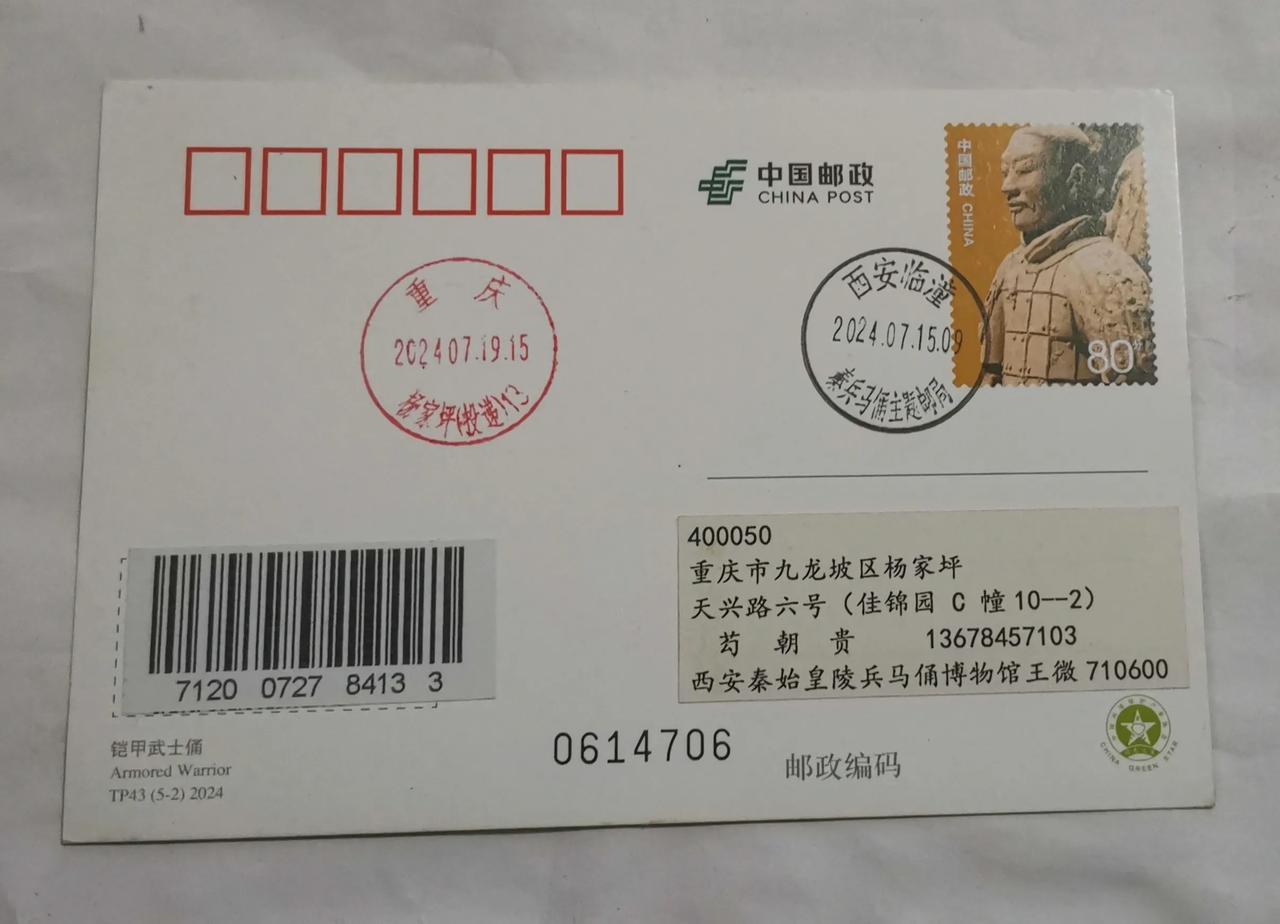 中国邮政
CHINA POST
中国邮政 CHINA
80分
重庆
2024.07.19.15
杨家坪(投递)13
西安临潼
2024.07.15.09
秦兵马俑主题邮局
400050
重庆市九龙坡区杨家坪
天兴路六号（佳锦园 C 幢10--2）
芶 朝 贵 13678457103
西安秦始皇陵兵马俑博物馆王微 710600
7120 0727 8413 3
铠甲武士俑
Armored Warrior
TP43 (5-2) 2024
0614706
邮政编码
CHINA GREEN STAR